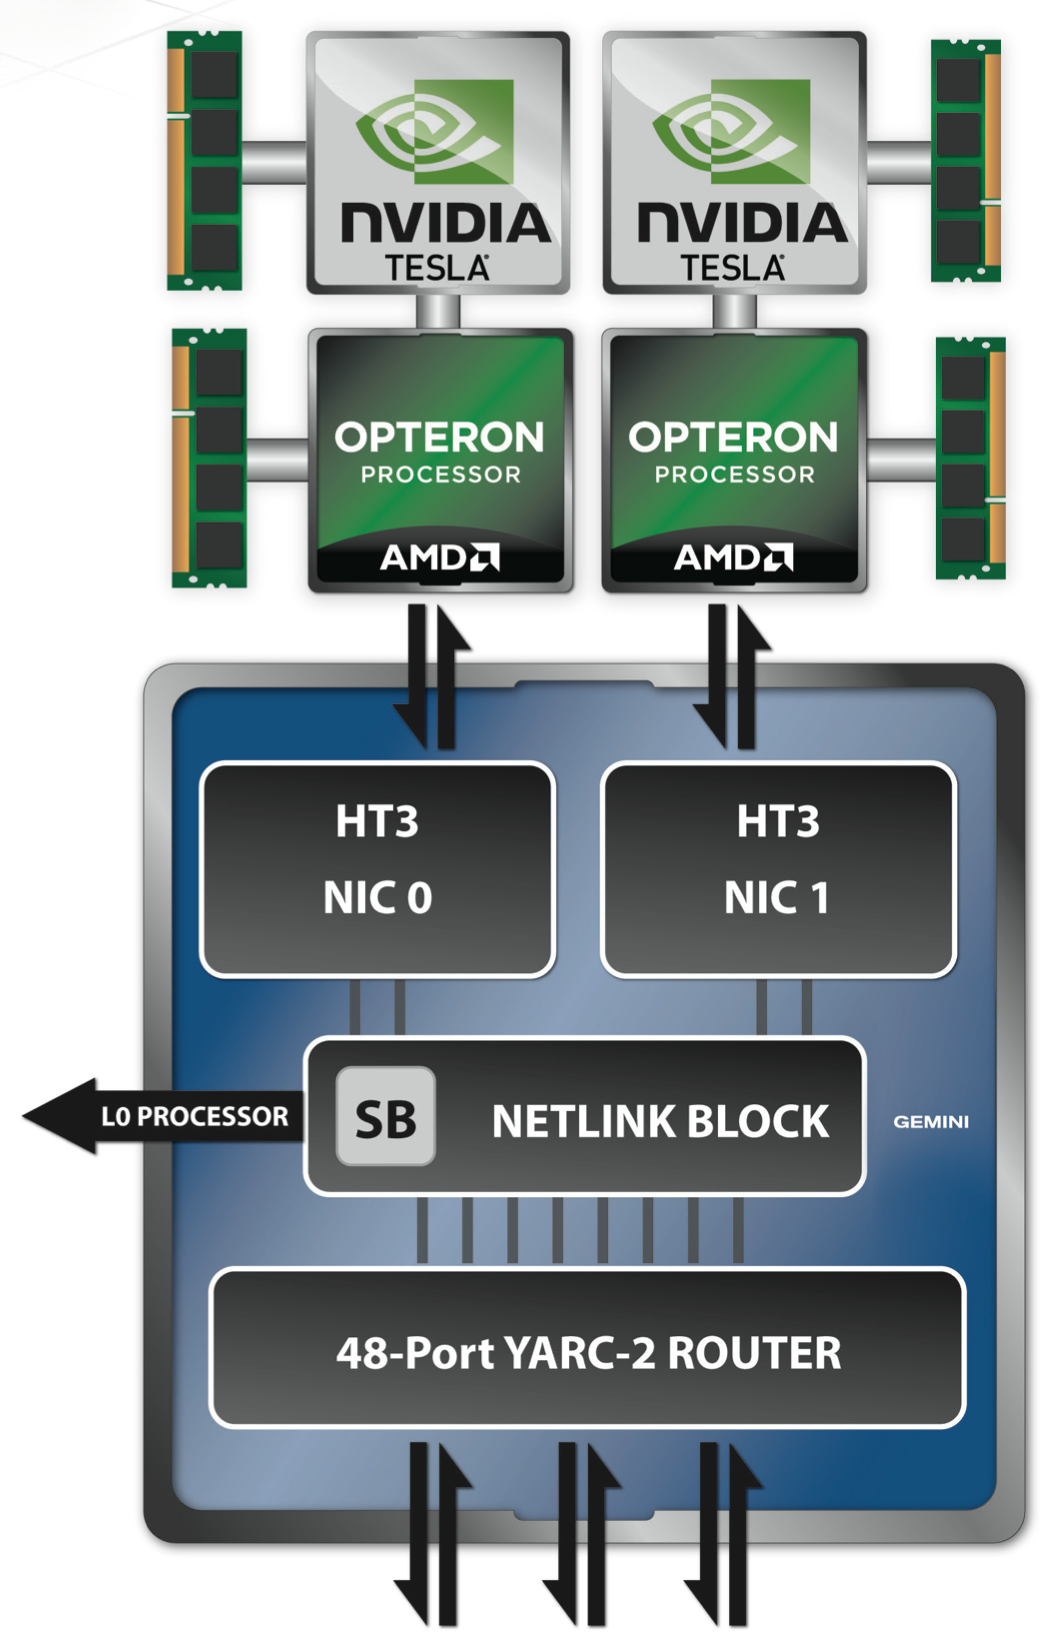 NVIDIA NVIDIA
TESLA TESLA
OPTERON OPTERON
PROCESSOR PROCESSOR
AMD AMD
HT3 HT3
NIC 0 NIC 1
L0 PROCESSOR SB NETLINK BLOCK GEMINI
48-Port YARC-2 ROUTER